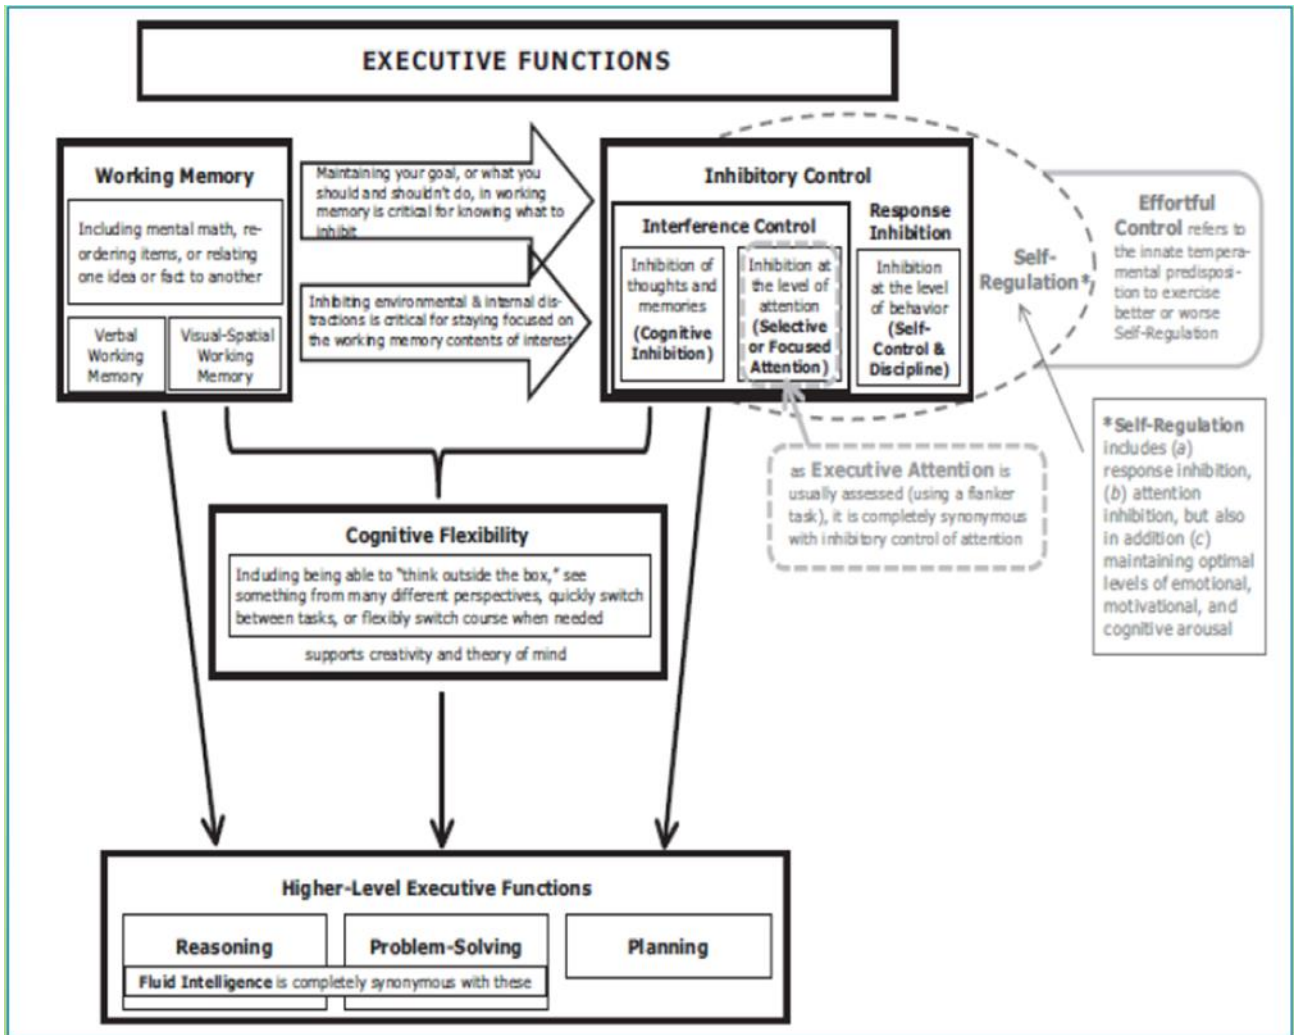 EXECUTIVE FUNCTIONS
Working Memory
Including mental math, re-
ordering items, or relating
one idea or fact to another
Verbal
Working
Memory
Visual-Spatial
Working
Memory
Maintaining your goal, or what you
should and shouldn't do, in working
memory is critical for knowing what to
inhibit
Inhibiting environmental & internal dis-
tractions is critical for staying focused on
the working memory contents of interest
Inhibitory Control
Interference Control
Inhibition of
thoughts and
memories
(Cognitive
Inhibition)
Inhibition at
the level of
attention
(Selective
or Focused
Attention)
Response
Inhibition
Inhibition
at the level
of behavior
(Self-
Control &
Discipline)
Self-
Regulation*
Effortful
Control refers to
the innate tempera-
mental predisposi-
tion to exercise
better or worse
Self-Regulation
*Self-Regulation
includes (a)
response inhibition,
(b) attention
inhibition, but also
in addition (c)
maintaining optimal
levels of emotional,
motivational, and
cognitive arousal
as Executive Attention is
usually assessed (using a flanker
task), it is completely synonymous
with inhibitory control of attention
Cognitive Flexibility
Including being able to "think outside the box," see
something from many different perspectives, quickly switch
between tasks, or flexibly switch course when needed
supports creativity and theory of mind
Higher-Level Executive Functions
Reasoning
Problem-Solving
Planning
Fluid Intelligence is completely synonymous with these